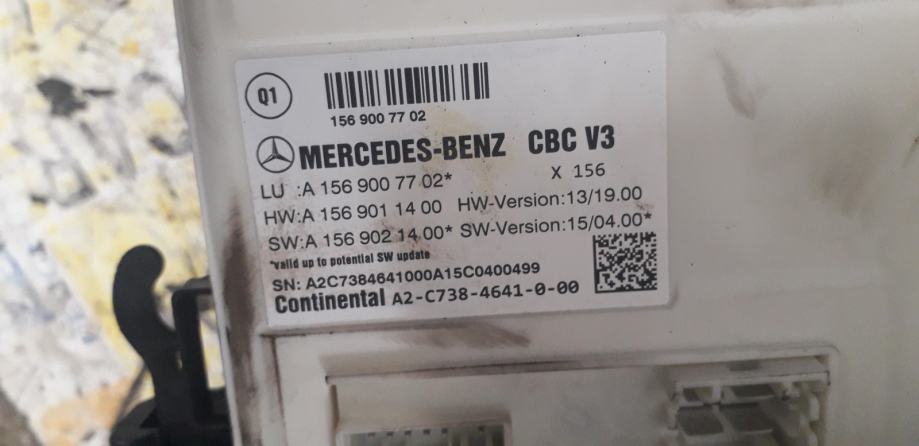 Q1
156 900 77 02
MERCEDES-BENZ CBC V3
X 156
LU :A 156 900 77 02*
HW:A 156 901 14 00 HW-Version:13/19.00
SW:A 156 902 14.00* SW-Version:15/04.00*
*valid up to potential SW update
SN: A2C7384641000A15C0400499
Continental A2-C738-4641-0-00